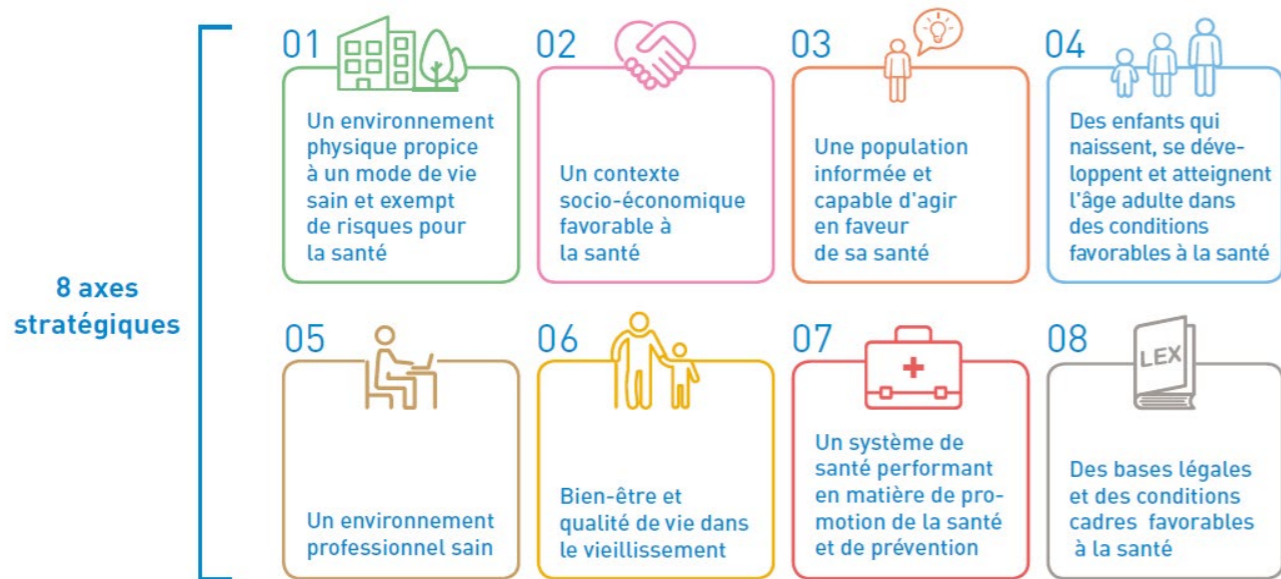 8 axes
stratégiques
01
Un environnement
physique propice
à un mode de vie
sain et exempt
de risques pour
la santé
02
Un contexte
socio-économique
favorable à
la santé
03
Une population
informée et
capable d'agir
en faveur
de sa santé
04
Des enfants qui
naissent, se déve-
loppent et atteignent
l'âge adulte dans
des conditions
favorables à la santé
05
Un environnement
professionnel sain
06
Bien-être et
qualité de vie dans
le vieillissement
07
Un système de
santé performant
en matière de pro-
motion de la santé
et de prévention
08
LEX
Des bases légales
et des conditions
cadres favorables
à la santé